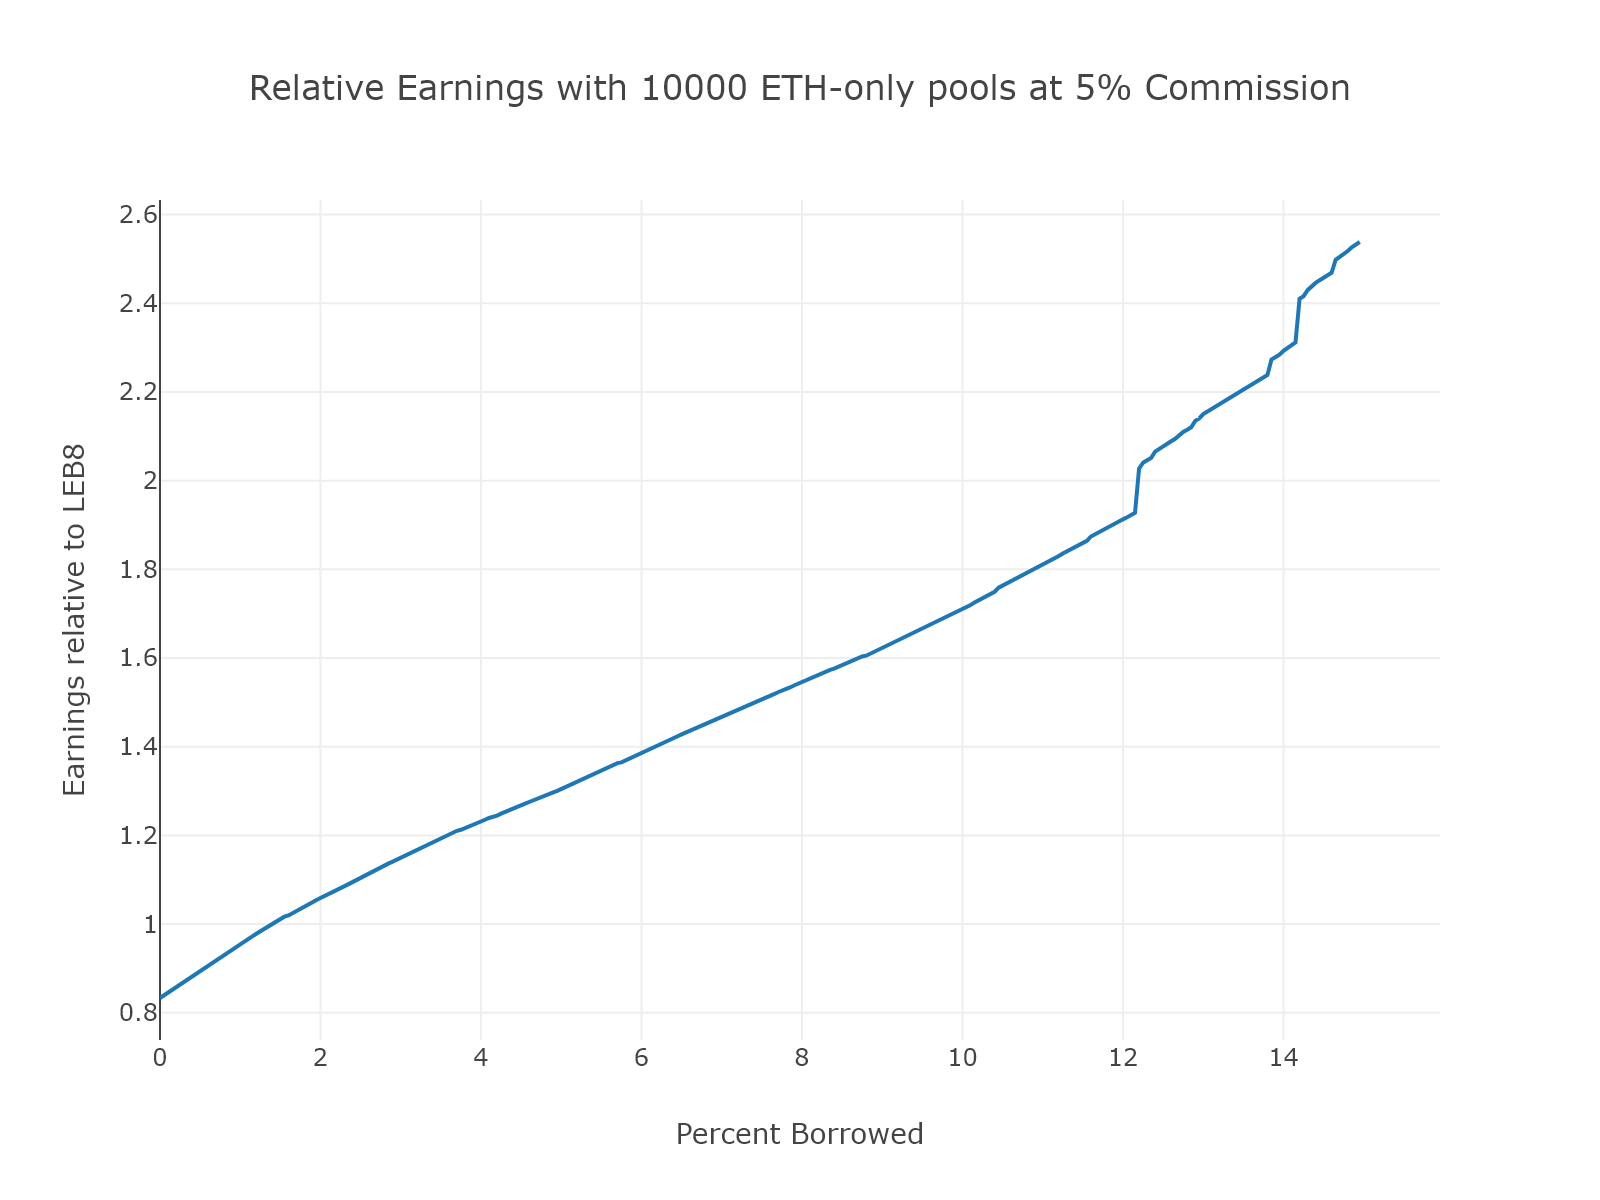 Relative Earnings with 10000 ETH-only pools at 5% Commission
Earnings relative to LEB8
2.6
2.4
2.2
2
1.8
1.6
1.4
1.2
1
0.8
0 2 4 6 8 10 12 14
Percent Borrowed